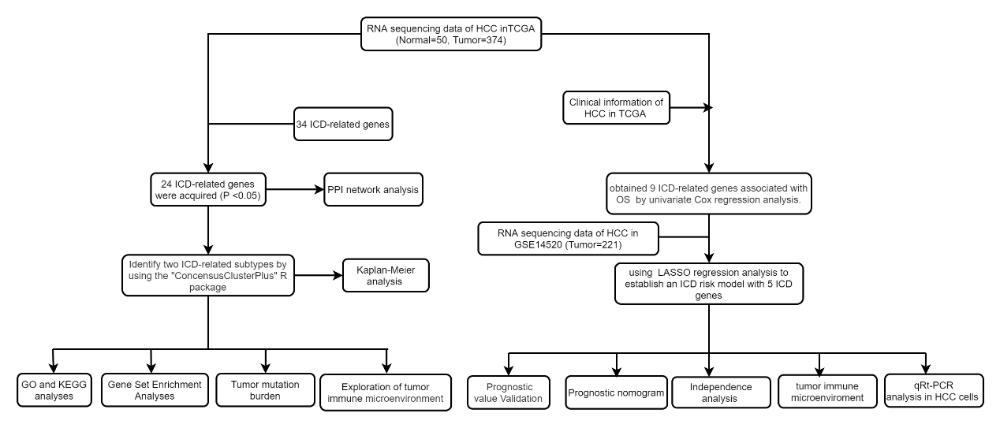 RNA sequencing data of HCC inTCGA
(Normal=50, Tumor=374)
Clinical information of
HCC in TCGA
34 ICD-related genes
24 ICD-related genes
were acquired (P <0.05)
PPI network analysis
obtained 9 ICD-related genes associated with
OS  by univariate Cox regression analysis.
RNA sequencing data of HCC in
GSE14520 (Tumor=221)
Identify two ICD-related subtypes by
using the "ConcensusClusterPlus" R
package
Kaplan-Meier
analysis
using  LASSO regression analysis to
establish an ICD risk model with 5 ICD
genes
GO and KEGG
analyses
Gene Set Enrichment
Analyses
Tumor mutation
burden
Exploration of tumor
immune microenvironment
Prognostic
value Validation
Prognostic nomogram
Independence
analysis
tumor immune
microenviroment
qRt-PCR
analysis in HCC cells